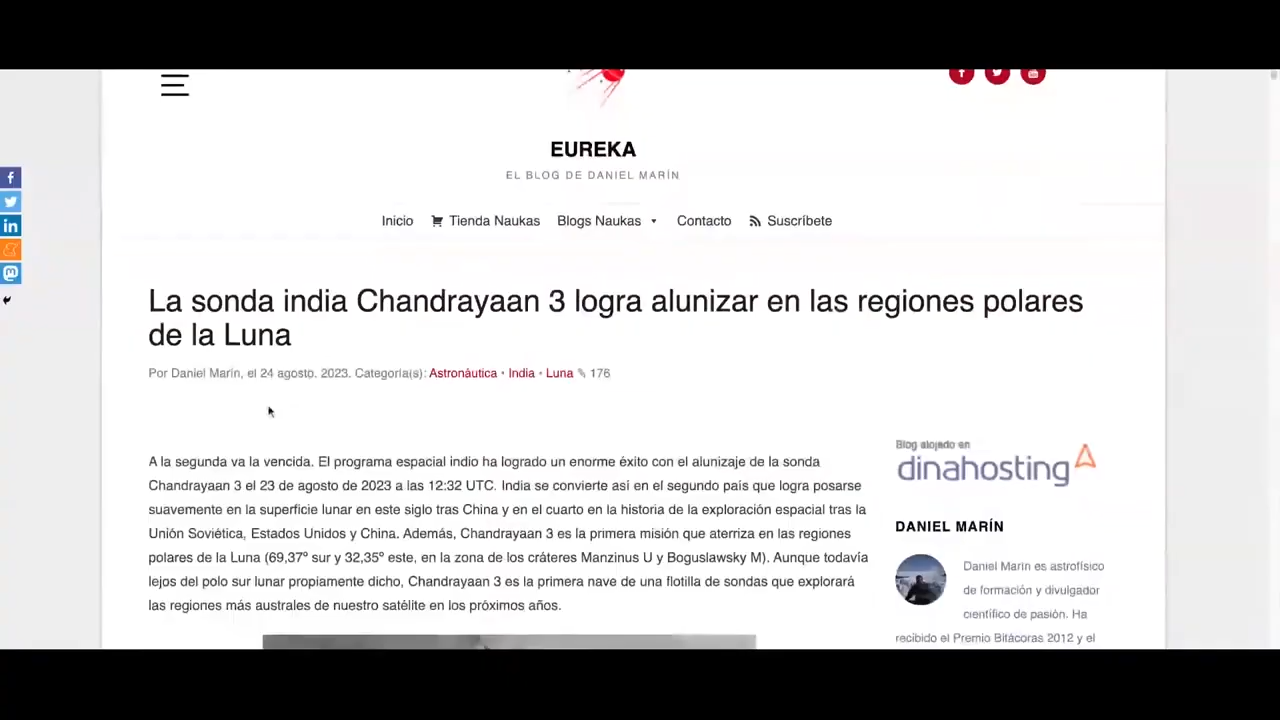 EUREKA
EL BLOG DE DANIEL MARÍN
Inicio Tienda Naukas Blogs Naukas Contacto Suscríbete
La sonda india Chandrayaan 3 logra alunizar en las regiones polares
de la Luna
Por Daniel Marín, el 24 agosto, 2023. Categoría(s): Astronáutica • India • Luna ✎ 176
A la segunda va la vencida. El programa espacial indio ha logrado un enorme éxito con el alunizaje de la sonda
Chandrayaan 3 el 23 de agosto de 2023 a las 12:32 UTC. India se convierte así en el segundo país que logra posarse
suavemente en la superficie lunar en este siglo tras China y en el cuarto en la historia de la exploración espacial tras la
Unión Soviética, Estados Unidos y China. Además, Chandrayaan 3 es la primera misión que aterriza en las regiones
polares de la Luna (69,37º sur y 32,35º este, en la zona de los cráteres Manzinus U y Boguslawsky M). Aunque todavía
lejos del polo sur lunar propiamente dicho, Chandrayaan 3 es la primera nave de una flotilla de sondas que explorará
las regiones más australes de nuestro satélite en los próximos años.
Blog alojado en
dinahosting
DANIEL MARÍN
Daniel Marín es astrofísico
de formación y divulgador
científico de pasión. Ha
recibido el Premio Bitácoras 2012 y el